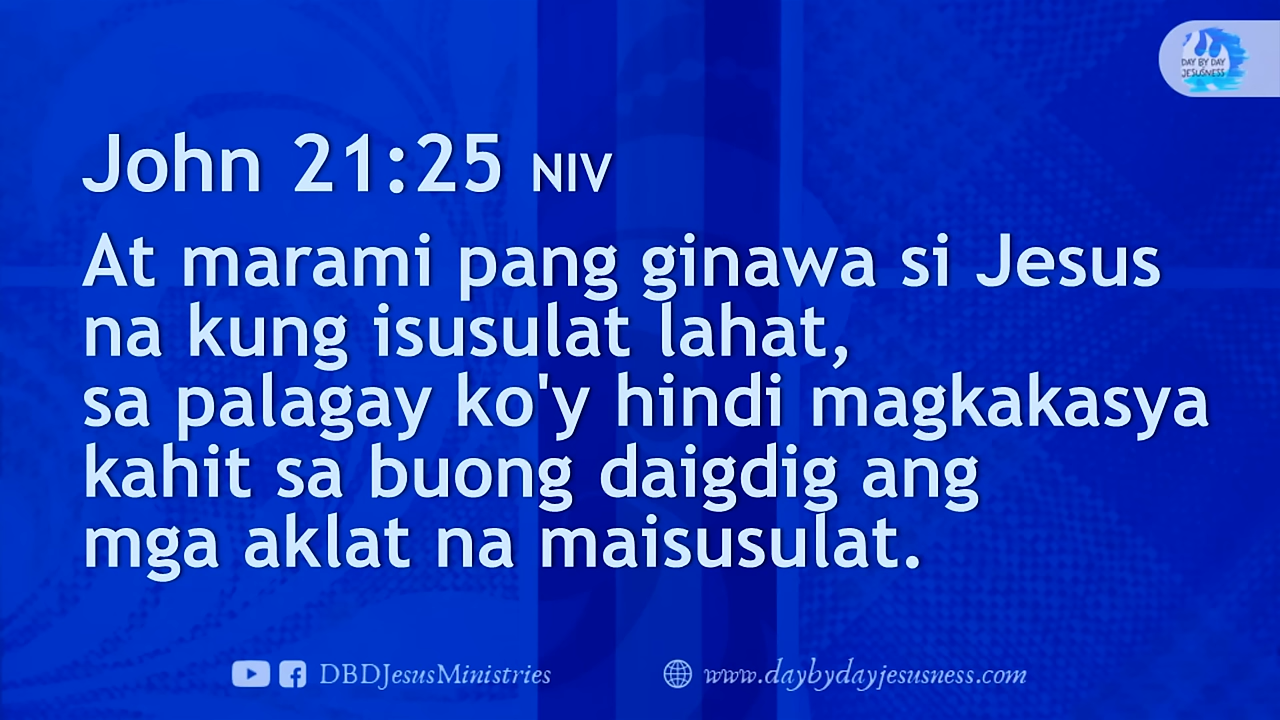 DAY BY DAY
JESUSNESS
John 21:25 NIV
At marami pang ginawa si Jesus
na kung isusulat lahat,
sa palagay ko'y hindi magkakasya
kahit sa buong daigdig ang
mga aklat na maisusulat.
DBDJesusMinistries
www.daybydayjesusness.com